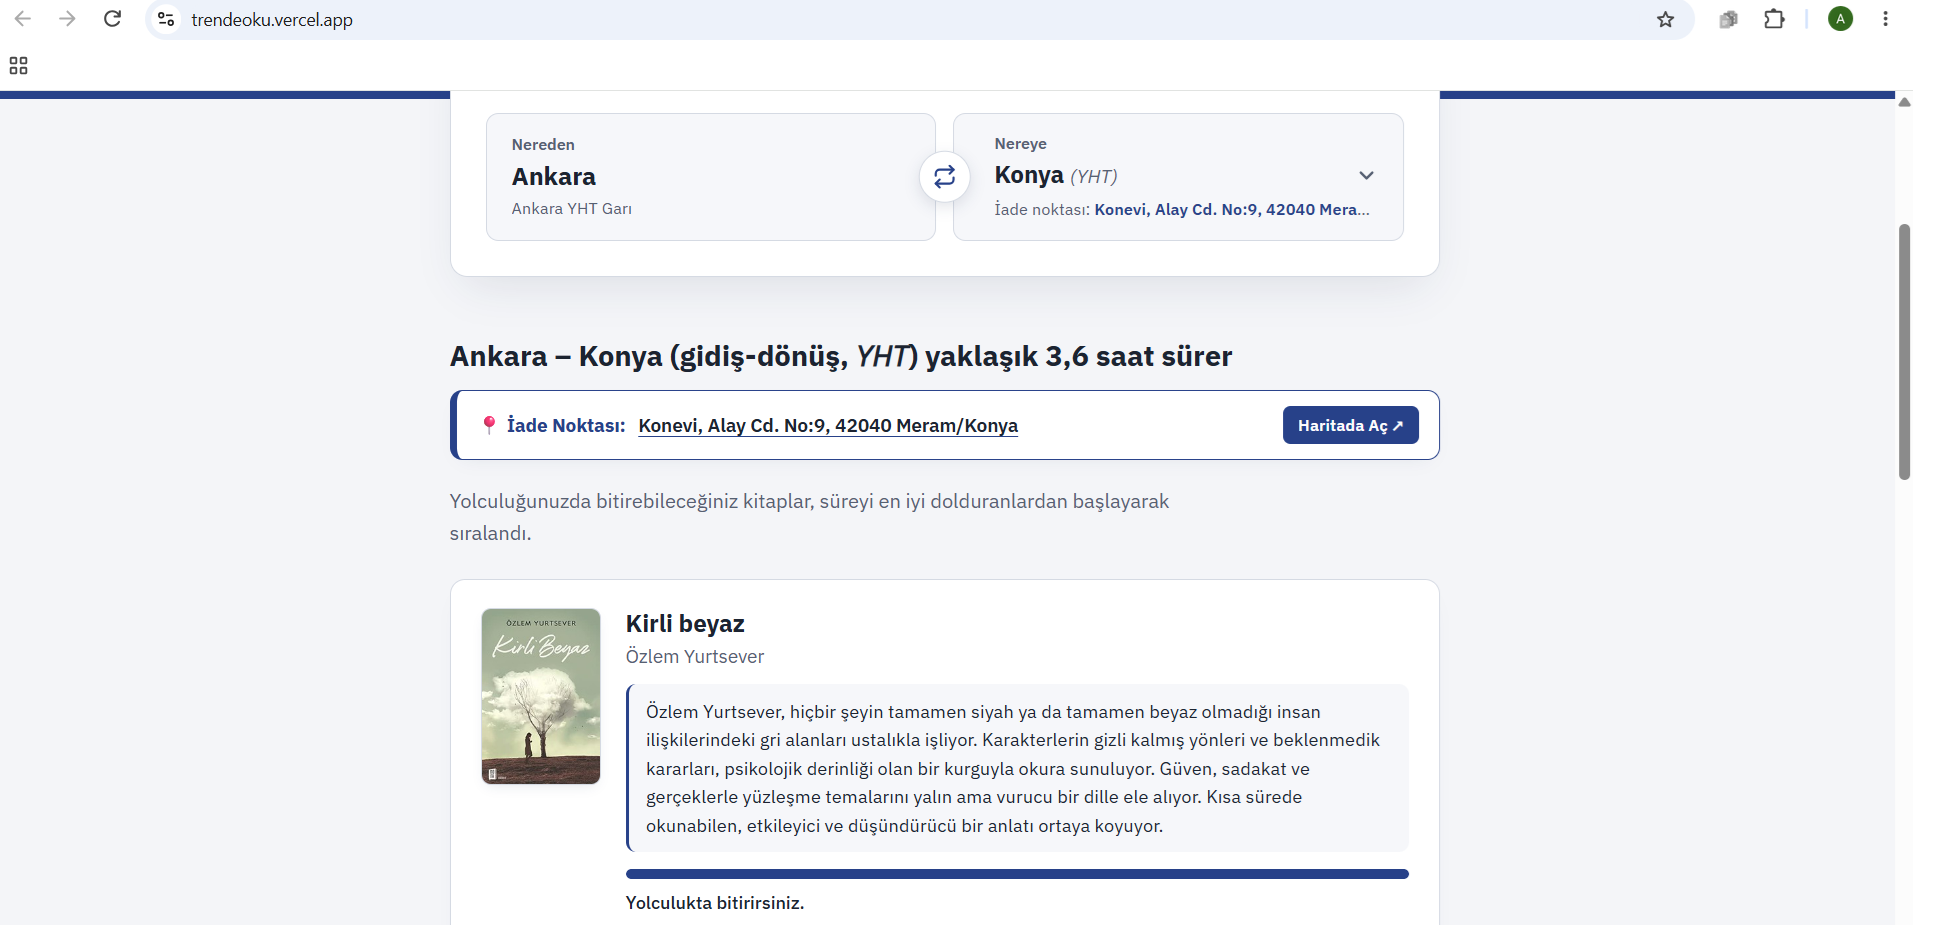 trendeoku.vercel.app
A
Nereden
Ankara
Ankara YHT Garı
Nereye
Konya (YHT)
İade noktası: Konevi, Alay Cd. No:9, 42040 Mera...
Ankara – Konya (gidiş-dönüş, YHT) yaklaşık 3,6 saat sürer
İade Noktası: Konevi, Alay Cd. No:9, 42040 Meram/Konya
Haritada Aç ↗
Yolculuğunuzda bitirebileceğiniz kitaplar, süreyi en iyi dolduranlardan başlayarak
sıralandı.
ÖZLEM YURTSEVER
Kirli Beyaz
Kirli beyaz
Özlem Yurtsever
Özlem Yurtsever, hiçbir şeyin tamamen siyah ya da tamamen beyaz olmadığı insan
ilişkilerindeki gri alanları ustalıkla işliyor. Karakterlerin gizli kalmış yönleri ve beklenmedik
kararları, psikolojik derinliği olan bir kurguyla okura sunuluyor. Güven, sadakat ve
gerçeklerle yüzleşme temalarını yalın ama vurucu bir dille ele alıyor. Kısa sürede
okunabilen, etkileyici ve düşündürücü bir anlatı ortaya koyuyor.
Yolculukta bitirirsiniz.